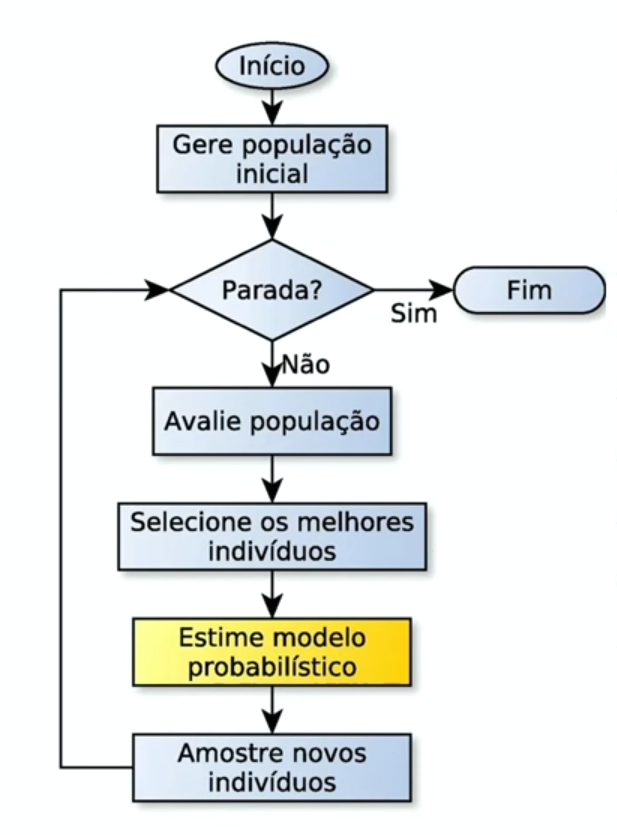 Início
Gere população
inicial
Parada?
Fim
Sim
Não
Avalie população
Selecione os melhores
indivíduos
Estime modelo
probabilístico
Amostre novos
indivíduos